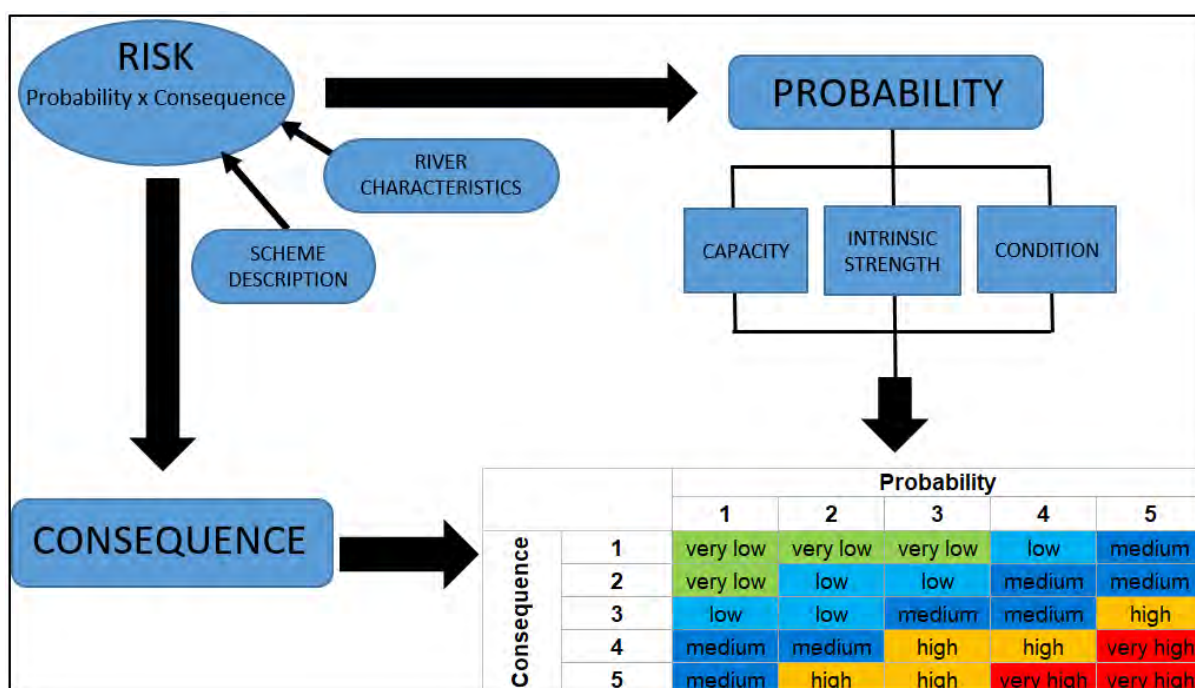 RISK
Probability x Consequence
RIVER
CHARACTERISTICS
SCHEME
DESCRIPTION
PROBABILITY
CAPACITY
INTRINSIC
STRENGTH
CONDITION
CONSEQUENCE
Probability
1 2 3 4 5
Consequence
1 very low very low very low low medium
2 very low low low medium medium
3 low low medium medium high
4 medium medium high high very high
5 medium high high very high very high